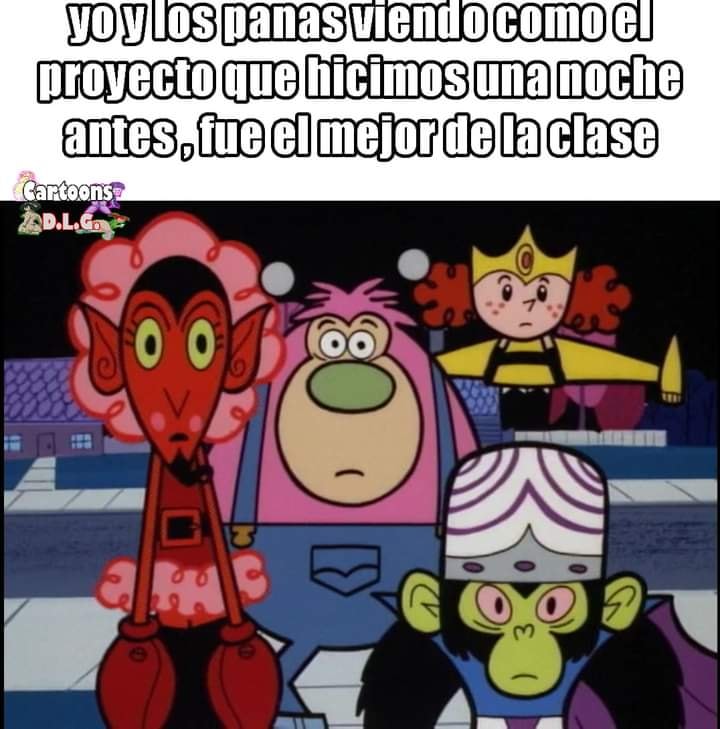 yo y los panas viendo como el
proyecto que hicimos una noche
antes, fue el mejor de la clase
Cartoons
D.L.G.